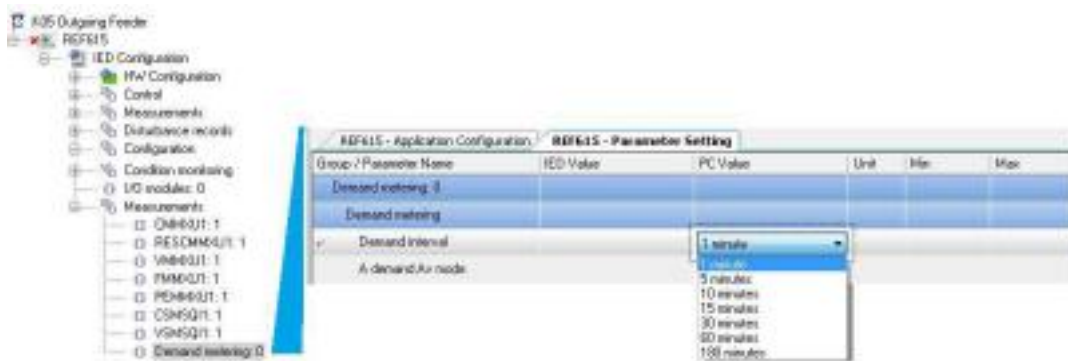 K05 Outgoing Feeder
REF615
IED Configuration
HW Configuration
Control
Measurements
Disturbance records
Configuration
Condition monitoring
I/O modules: 0
Measurements
CMMXU1: 1
RESCMMXU1: 1
VMMXU1: 1
FMMXU1: 1
PEMMXU1: 1
CSMSQI1: 1
VSMSQI1: 1
Demand metering: 0
REF615 - Application Configuration
REF615 - Parameter Setting
Group / Parameter Name IED Value PC Value Unit Min Max
Demand metering: 0
Demand metering
Demand interval 1 minute
A demand Av mode
1 minute
5 minutes
10 minutes
15 minutes
30 minutes
60 minutes
180 minutes